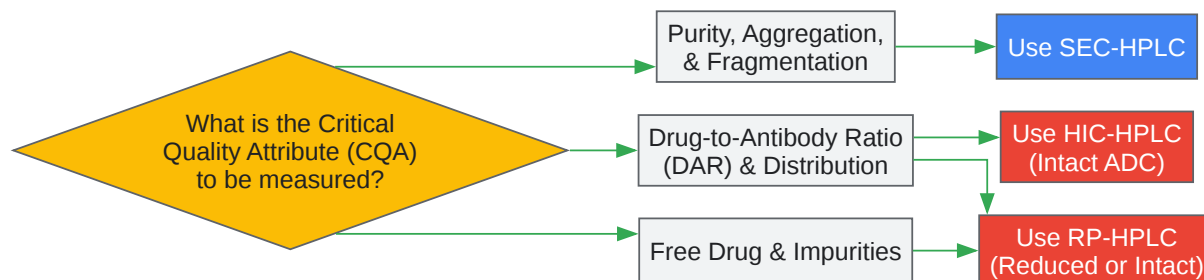 What is the Critical
Quality Attribute (CQA)
to be measured?
Purity, Aggregation,
& Fragmentation
Use SEC-HPLC
Drug-to-Antibody Ratio
(DAR) & Distribution
Use HIC-HPLC
(Intact ADC)
Free Drug & Impurities
Use RP-HPLC
(Reduced or Intact)